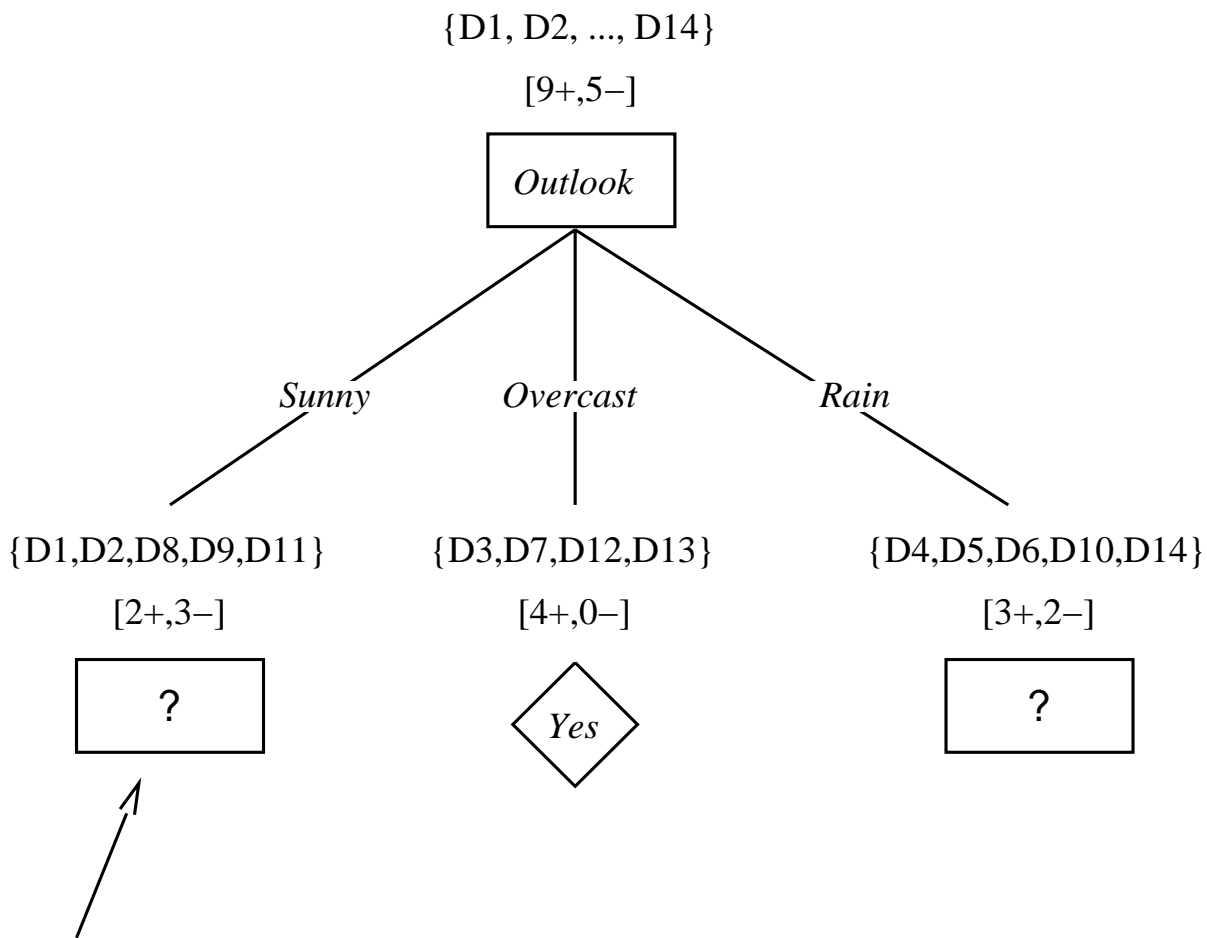 {D1, D2, ..., D14}
[9+,5−]
Outlook
Sunny Overcast Rain
{D1,D2,D8,D9,D11} {D3,D7,D12,D13} {D4,D5,D6,D10,D14}
[2+,3−] [4+,0−] [3+,2−]
? Yes ?